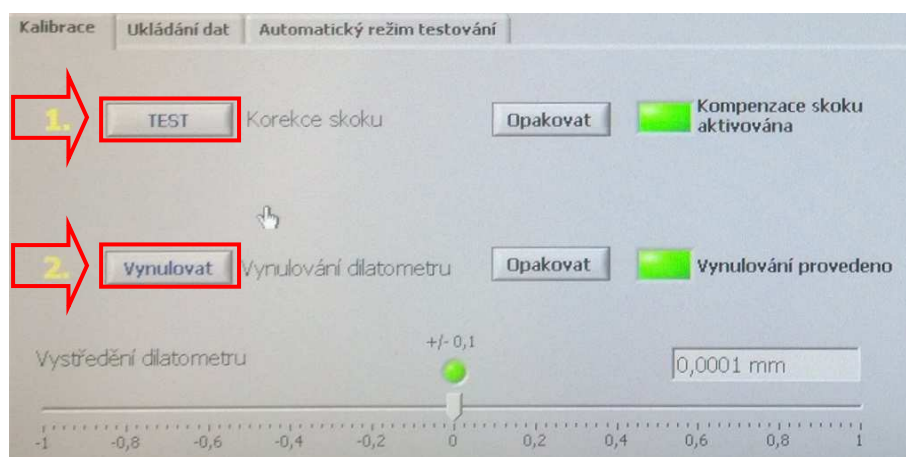 Kalibrace Ukládání dat Automatický režim testování
1. TEST Korekce skoku Opakovat Kompenzace skoku
aktivována
2. Vynulovat Vynulování dilatometru Opakovat Vynulování provedeno
+/- 0,1
Vystředění dilatometru 0,0001 mm
-1 -0,8 -0,6 -0,4 -0,2 0 0,2 0,4 0,6 0,8 1